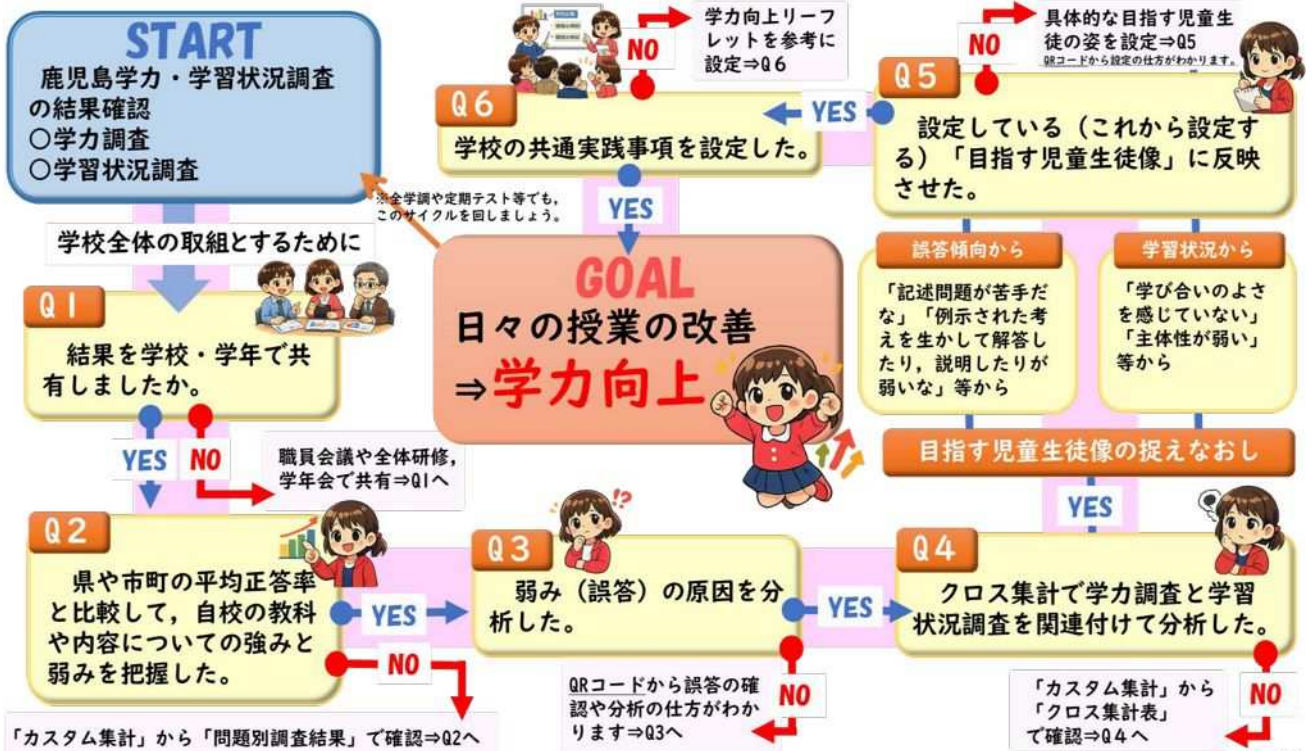 START
鹿児島学力・学習状況調査
の結果確認
○学力調査
○学習状況調査
学校全体の取組とするために
Q1
結果を学校・学年で共
有しましたか。
YES
NO
職員会議や全体研修,
学年会で共有⇒Q1へ
Q2
県や市町の平均正答率
と比較して,自校の教科
や内容についての強みと
弱みを把握した。
YES
NO
「カスタム集計」から「問題別調査結果」で確認⇒Q2へ
Q3
!?
弱み(誤答)の原因を分
析した。
YES
NO
QRコードから誤答の確
認や分析の仕方がわか
ります⇒Q3へ
Q4
クロス集計で学力調査と学習
状況調査を関連付けて分析した。
NO
「カスタム集計」から
「クロス集計表」
で確認⇒Q4へ
YES
目指す児童生徒像の捉えなおし
誤答傾向から
「記述問題が苦手だ
な」「例示された考
えを生かして解答し
たり,説明したりが
弱いな」等から
学習状況から
「学び合いのよさ
を感じていない」
「主体性が弱い」
等から
Q5
設定している(これから設定す
る)「目指す児童生徒像」に反映
させた。
NO
具体的な目指す児童生
徒の姿を設定⇒Q5
QRコードから設定の仕方がわかります。
YES
Q6
学校の共通実践事項を設定した。
NO
学力向上リーフ
レットを参考に
設定⇒Q6
YES
GOAL
日々の授業の改善
⇒学力向上
※全学調や定期テスト等でも,
このサイクルを回しましょう。